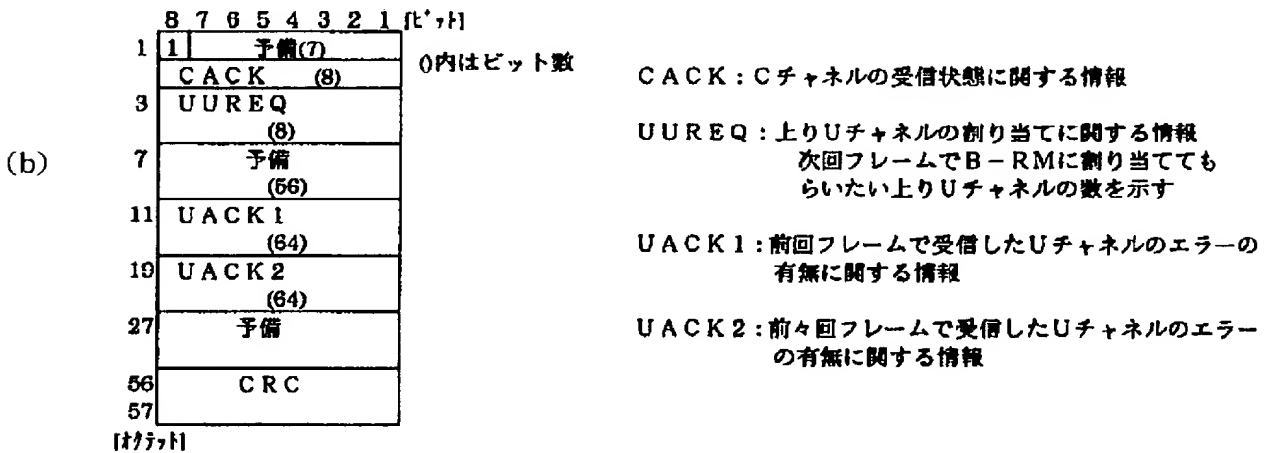 8 7 6 5 4 3 2 1 [ﾋﾞｯﾄ]
1 1 予備(7)
()内はビット数
CACK (8)
3 UUREQ
(8)
7 予備
(56)
11 UACK1
(64)
19 UACK2
(64)
27 予備
56 CRC
57
[ｵｸﾃｯﾄ]
(b)
CACK:Cチャネルの受信状態に関する情報
UUREQ:上りUチャネルの割り当てに関する情報
次回フレームでB-RMに割り当てても
らいたい上りUチャネルの数を示す
UACK1:前回フレームで受信したUチャネルのエラーの
有無に関する情報
UACK2:前々回フレームで受信したUチャネルのエラー
の有無に関する情報